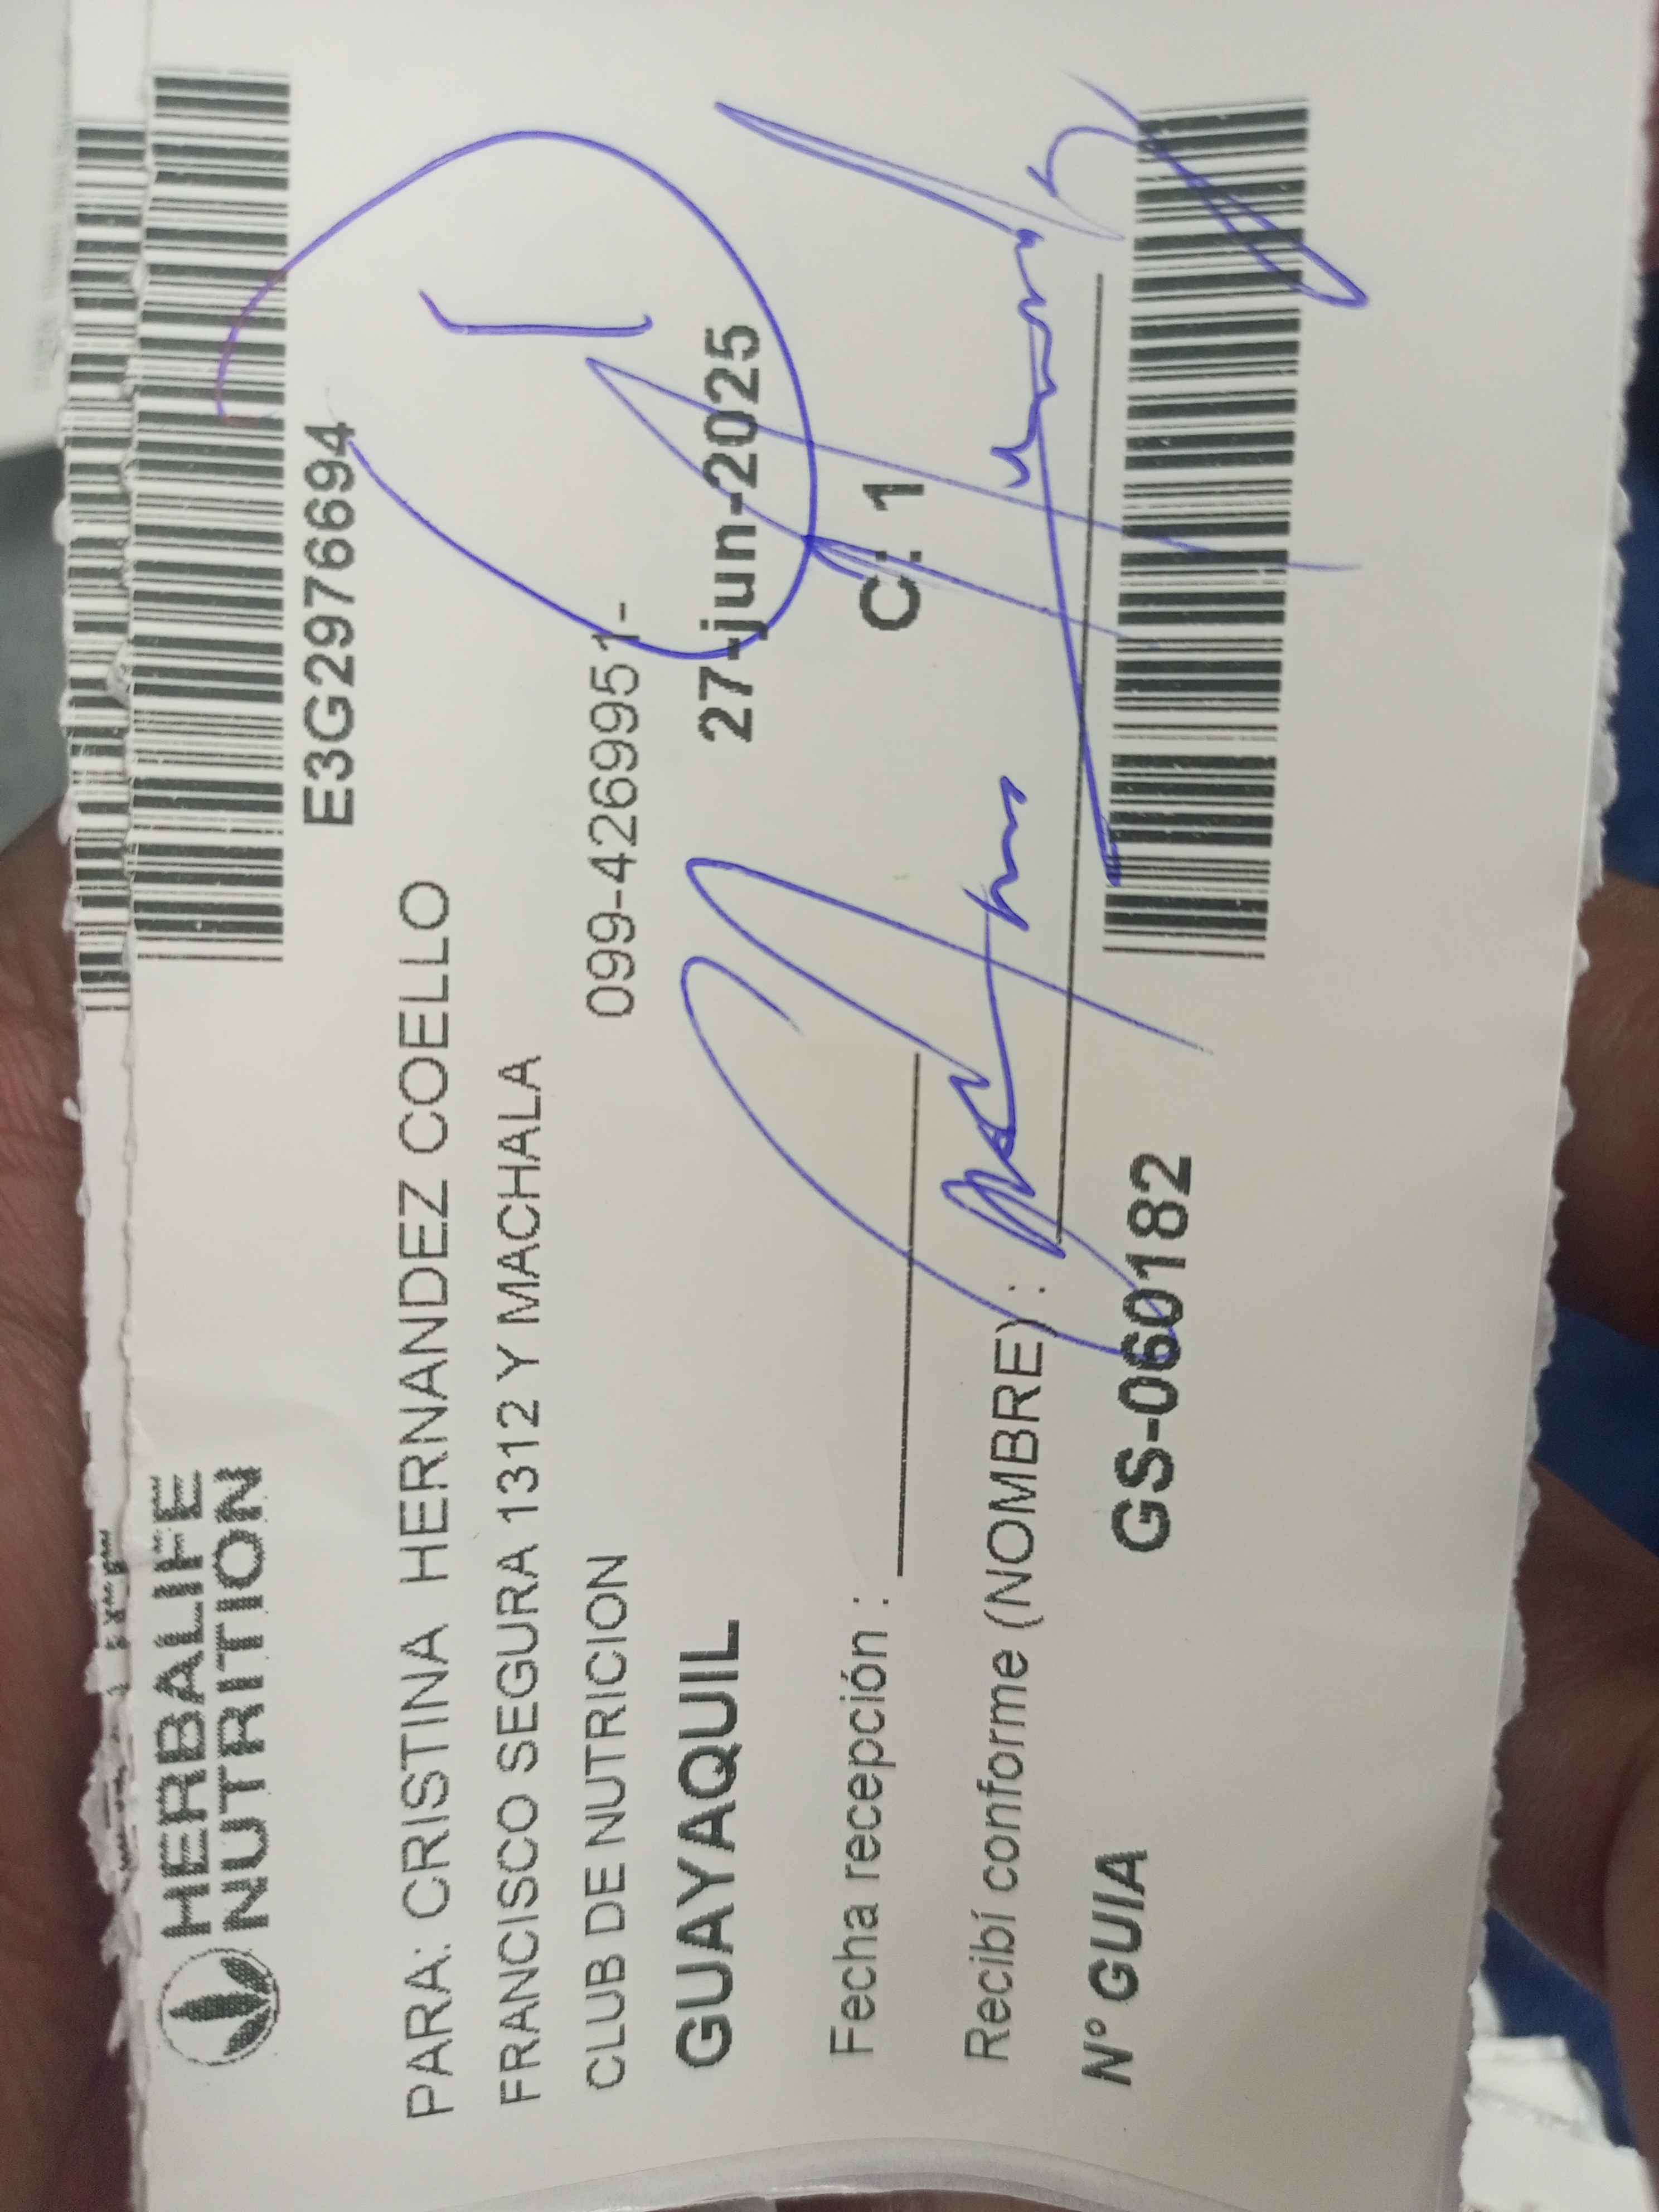 HERBALIFE
NUTRITION
E3G2976694
PARA: CRISTINA HERNANDEZ COELLO
FRANCISCO SEGURA 1312 Y MACHALA
CLUB DE NUTRICION 099-4269951-
GUAYAQUIL 27-jun-2025
Fecha recepción : C: 1
Recibí conforme (NOMBRE) :
N° GUIA GS-060182